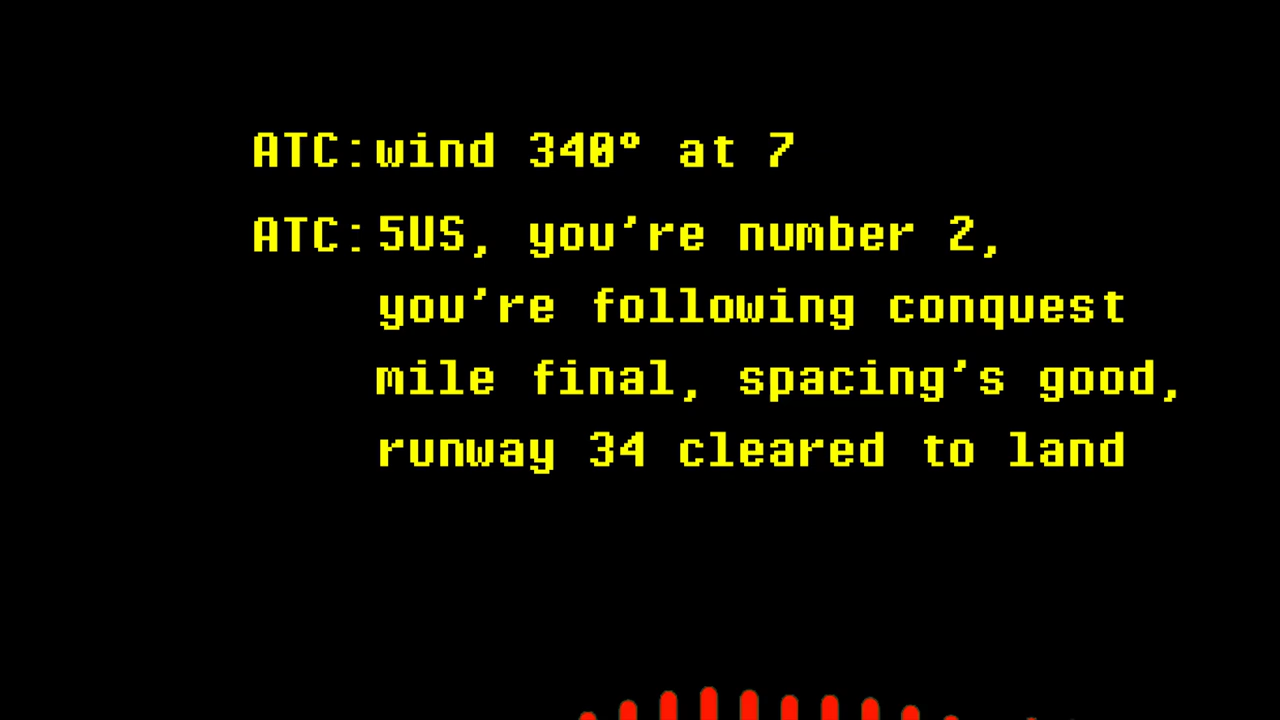 ATC:wind 340° at 7
ATC:5US, you're number 2,
you're following conquest
mile final, spacing's good,
runway 34 cleared to land